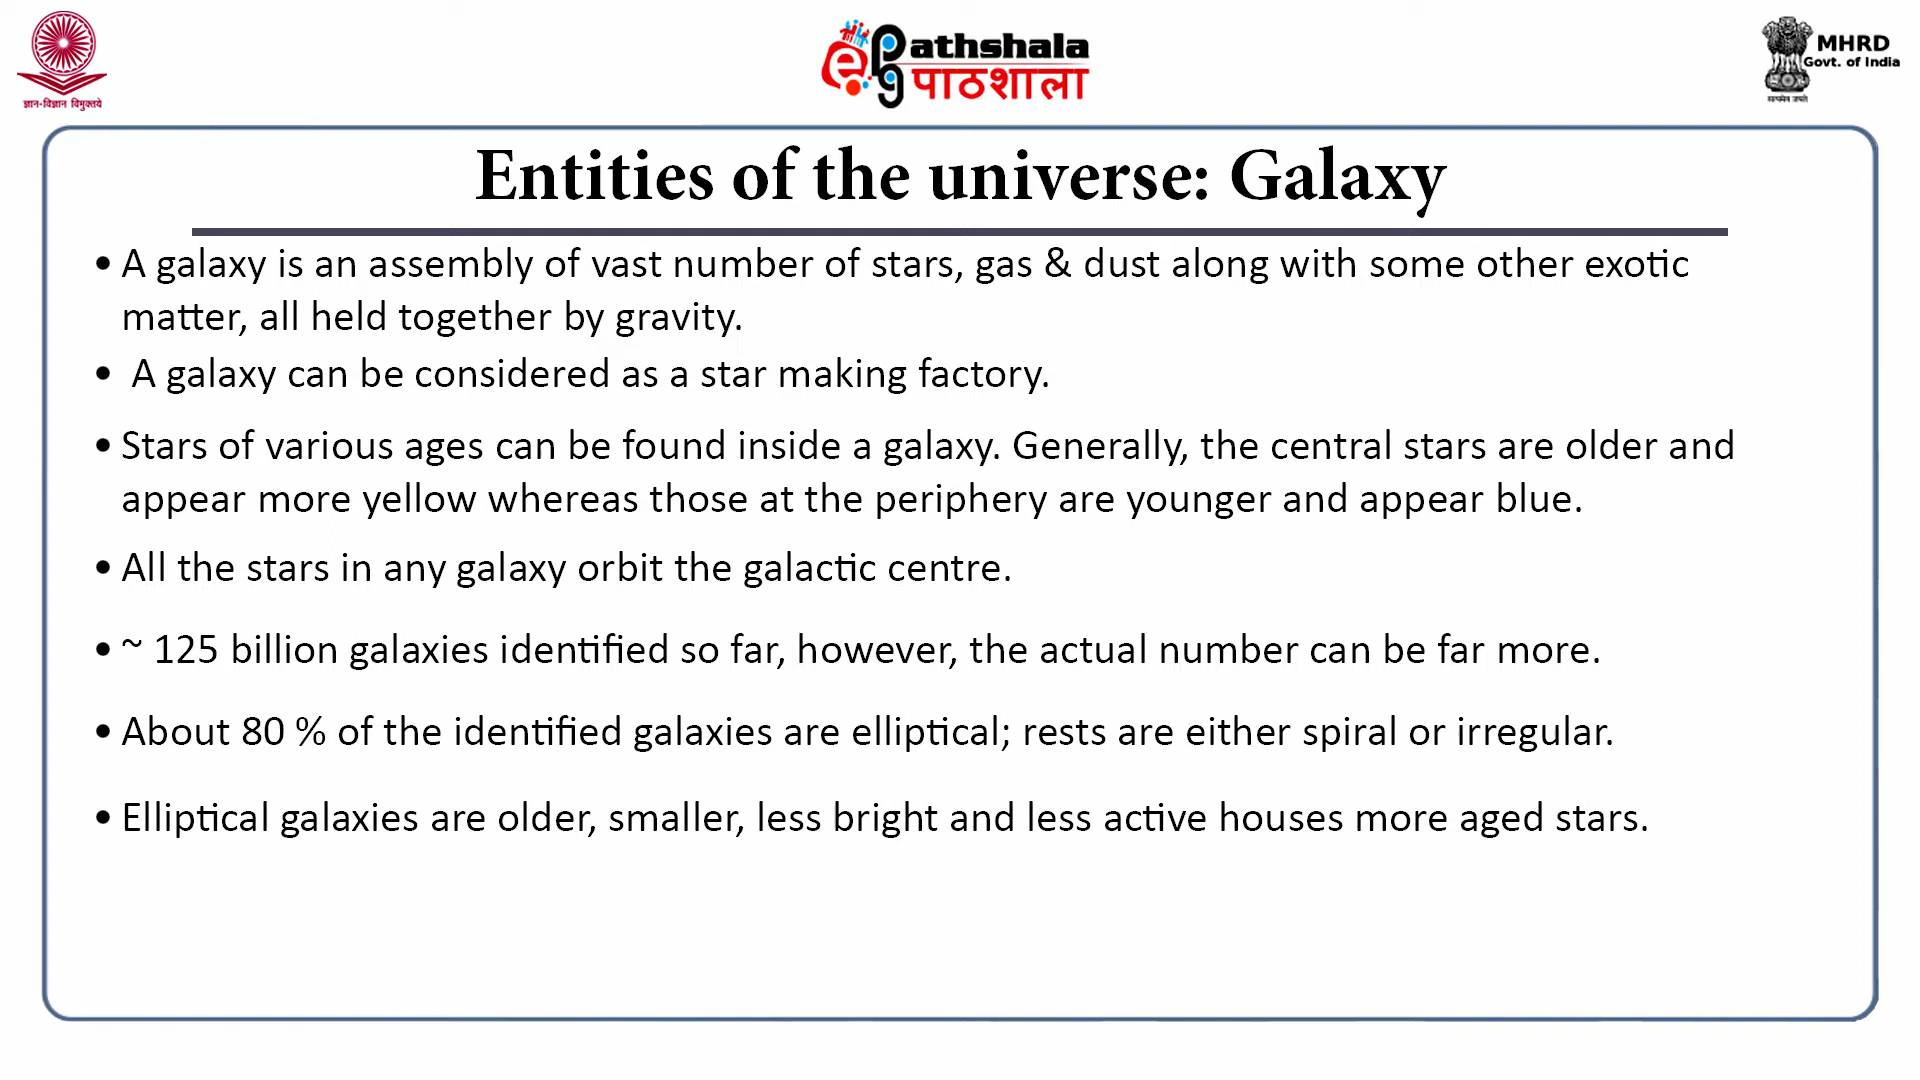 ज्ञान-विज्ञान विमुक्तये
e Pg athshala
पाठशाला
MHRD
Govt. of India
सत्यमेव जयते
Entities of the universe: Galaxy
• A galaxy is an assembly of vast number of stars, gas & dust along with some other exotic
matter, all held together by gravity.
• A galaxy can be considered as a star making factory.
• Stars of various ages can be found inside a galaxy. Generally, the central stars are older and
appear more yellow whereas those at the periphery are younger and appear blue.
• All the stars in any galaxy orbit the galactic centre.
• ~ 125 billion galaxies identified so far, however, the actual number can be far more.
• About 80 % of the identified galaxies are elliptical; rests are either spiral or irregular.
• Elliptical galaxies are older, smaller, less bright and less active houses more aged stars.